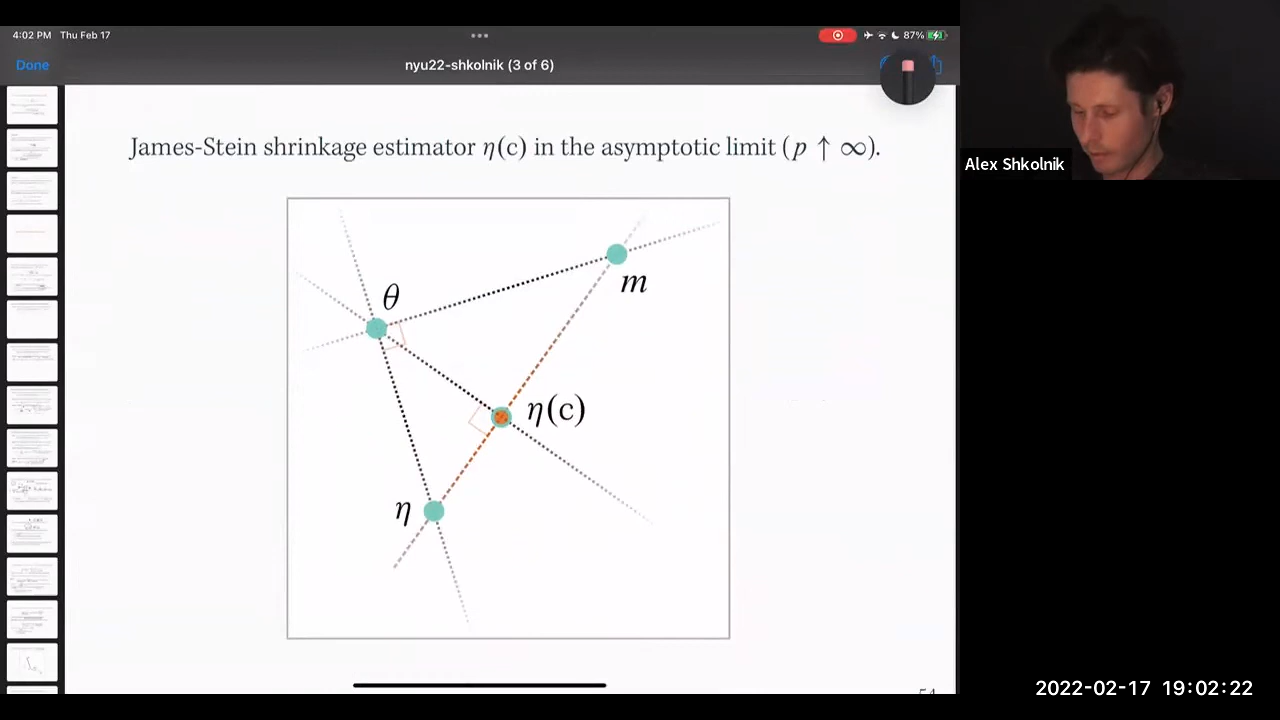 4:02 PM Thu Feb 17
87%
Done
nyu22-shkolnik (3 of 6)
James-Stein shrinkage estimator η(c) in the asymptotic limit (p ↑ ∞).
θ
m
η(c)
η
Alex Shkolnik
2022-02-17 19:02:22